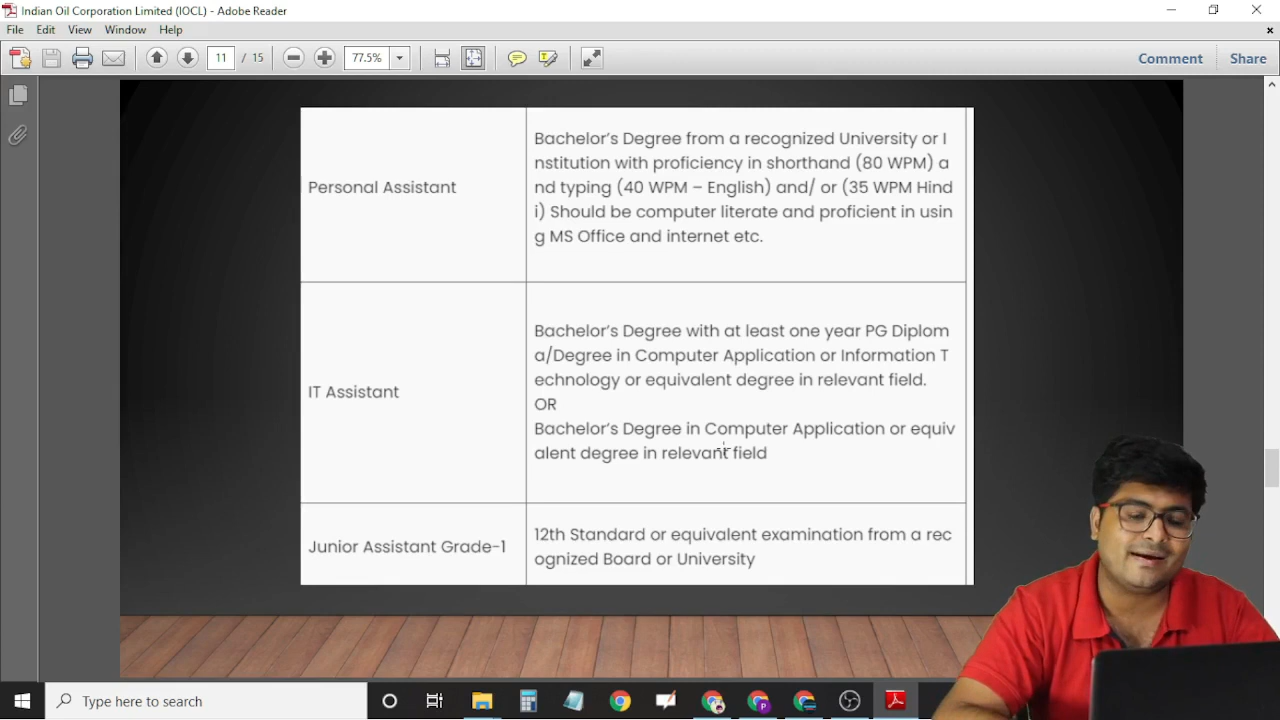 Indian Oil Corporation Limited (IOCL) - Adobe Reader
File Edit View Window Help
11 / 15 77.5% Comment Share
Personal Assistant
Bachelor's Degree from a recognized University or I
nstitution with proficiency in shorthand (80 WPM) a
nd typing (40 WPM – English) and/ or (35 WPM Hind
i) Should be computer literate and proficient in usin
g MS Office and internet etc.
IT Assistant
Bachelor's Degree with at least one year PG Diplom
a/Degree in Computer Application or Information T
echnology or equivalent degree in relevant field.
OR
Bachelor's Degree in Computer Application or equiv
alent degree in relevant field
Junior Assistant Grade-1
12th Standard or equivalent examination from a rec
ognized Board or University
Type here to search